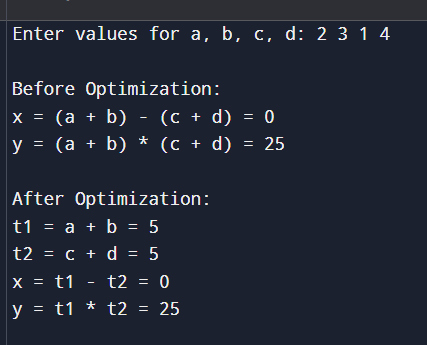 Enter values for a, b, c, d: 2 3 1 4
Before Optimization:
x = (a + b) - (c + d) = 0
y = (a + b) * (c + d) = 25
After Optimization:
t1 = a + b = 5
t2 = c + d = 5
x = t1 - t2 = 0
y = t1 * t2 = 25